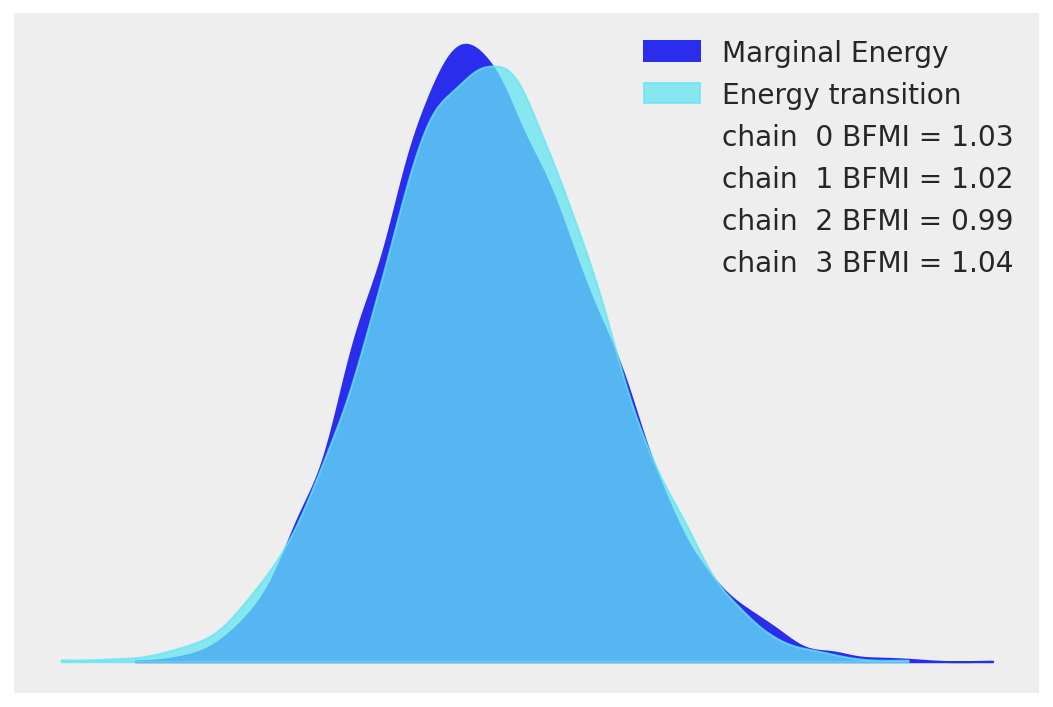 Marginal Energy
Energy transition
chain  0 BFMI = 1.03
chain  1 BFMI = 1.02
chain  2 BFMI = 0.99
chain  3 BFMI = 1.04